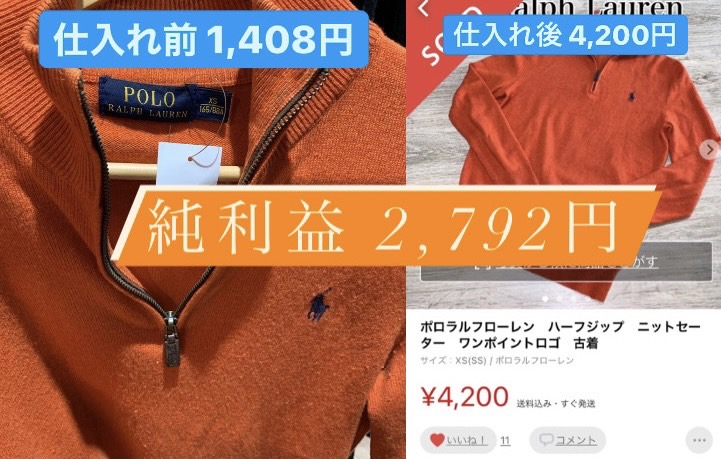 仕入れ前 1,408円
POLO
RALPH LAUREN
XS
165/88A
SOLD
alph Lauren
仕入れ後 4,200円
純利益 2,792円
がす
ポロラルフローレン　ハーフジップ　ニットセー
ター　ワンポイントロゴ　古着
サイズ：XS(SS) / ポロラルフローレン
¥4,200 送料込み・すぐ発送
いいね！ 11 コメント